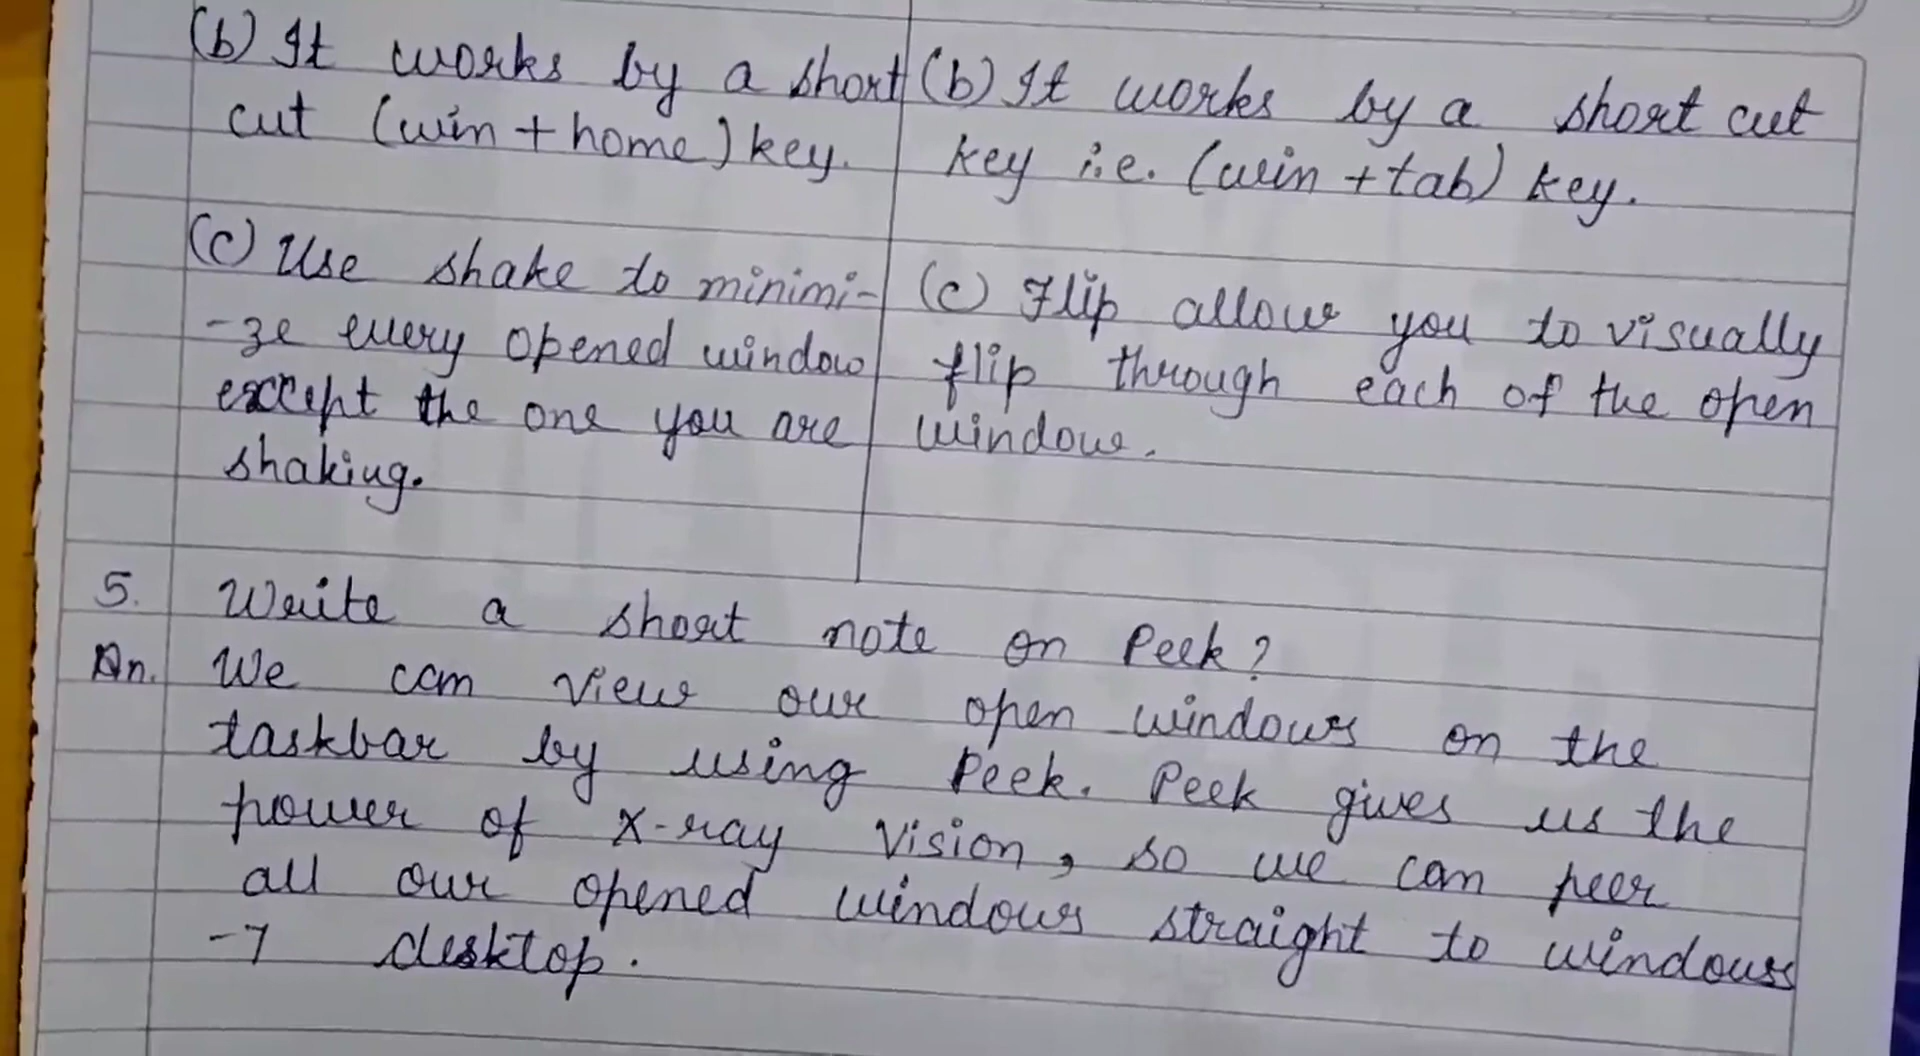 (b) It works by a short
cut (win + home) key.
(c) Use shake to minimi-
-ze every opened window
except the one you are
shaking.
(b) It works by a short cut
key i.e. (win + tab) key.
(c) Flip allows you to visually
flip through each of the open
window.
5. Write a short note on Peek?
An. We can view our open windows on the
taskbar by using Peek. Peek gives us the
power of X-ray vision, so we can peer
all our opened windows straight to windows
-7 desktop.